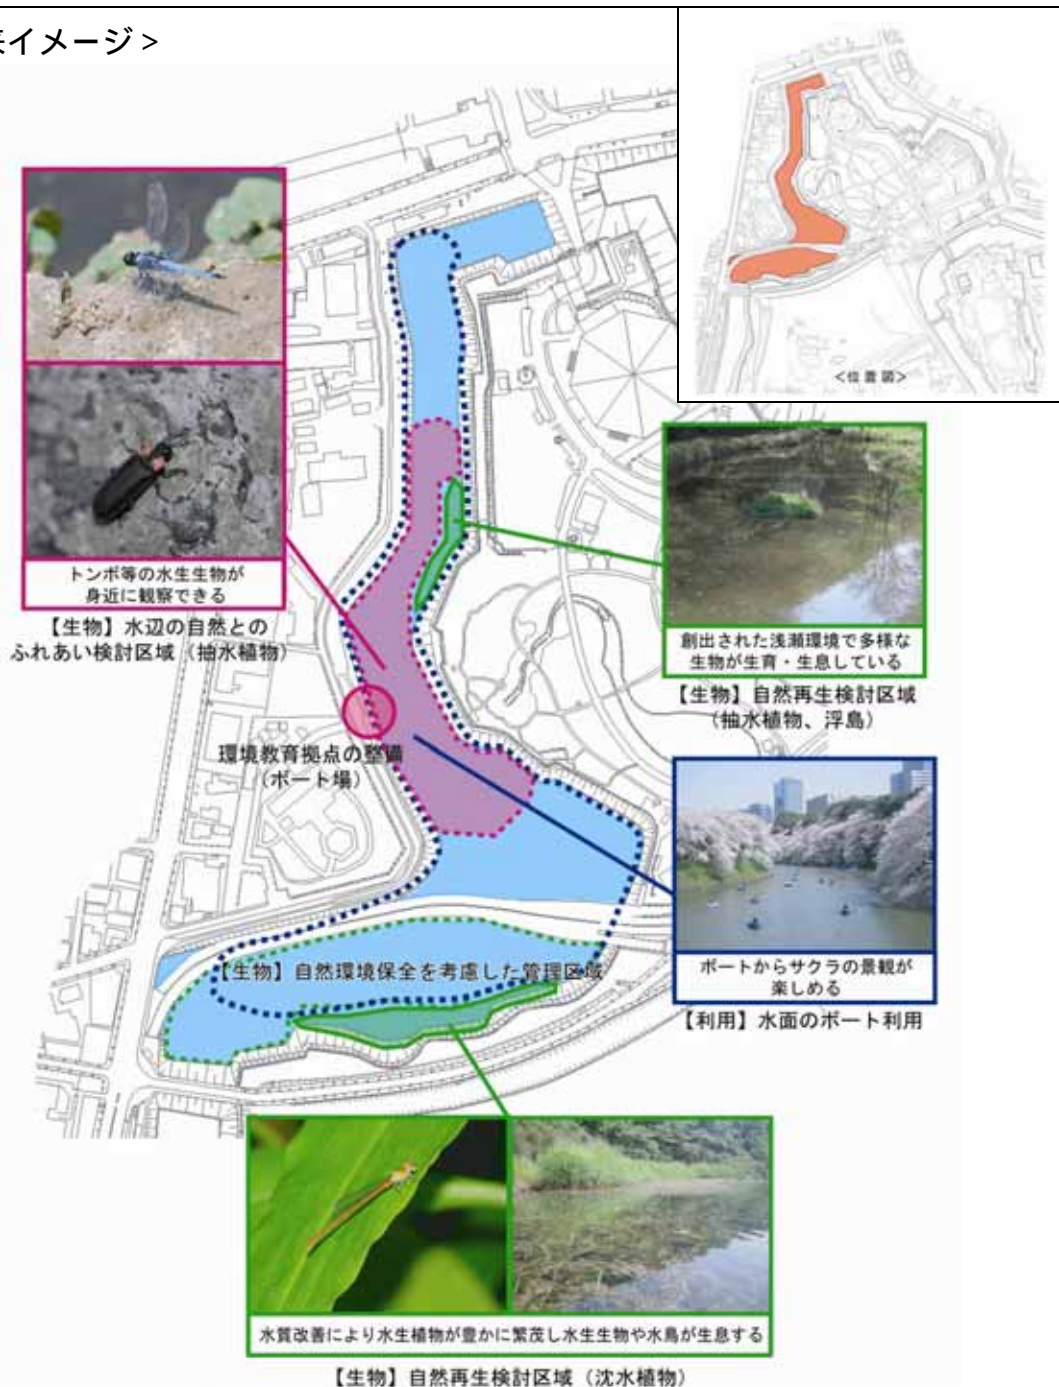 来イメージ>
<位置図>
トンボ等の水生生物が
身近に観察できる
【生物】水辺の自然との
ふれあい検討区域（抽水植物）
創出された浅瀬環境で多様な
生物が生育・生息している
【生物】自然再生検討区域
（抽水植物、浮島）
環境教育拠点の整備
（ボート場）
ボートからサクラの景観が
楽しめる
【利用】水面のボート利用
【生物】自然環境保全を考慮した管理区域
水質改善により水生植物が豊かに繁茂し水生生物や水鳥が生息する
【生物】自然再生検討区域（沈水植物）